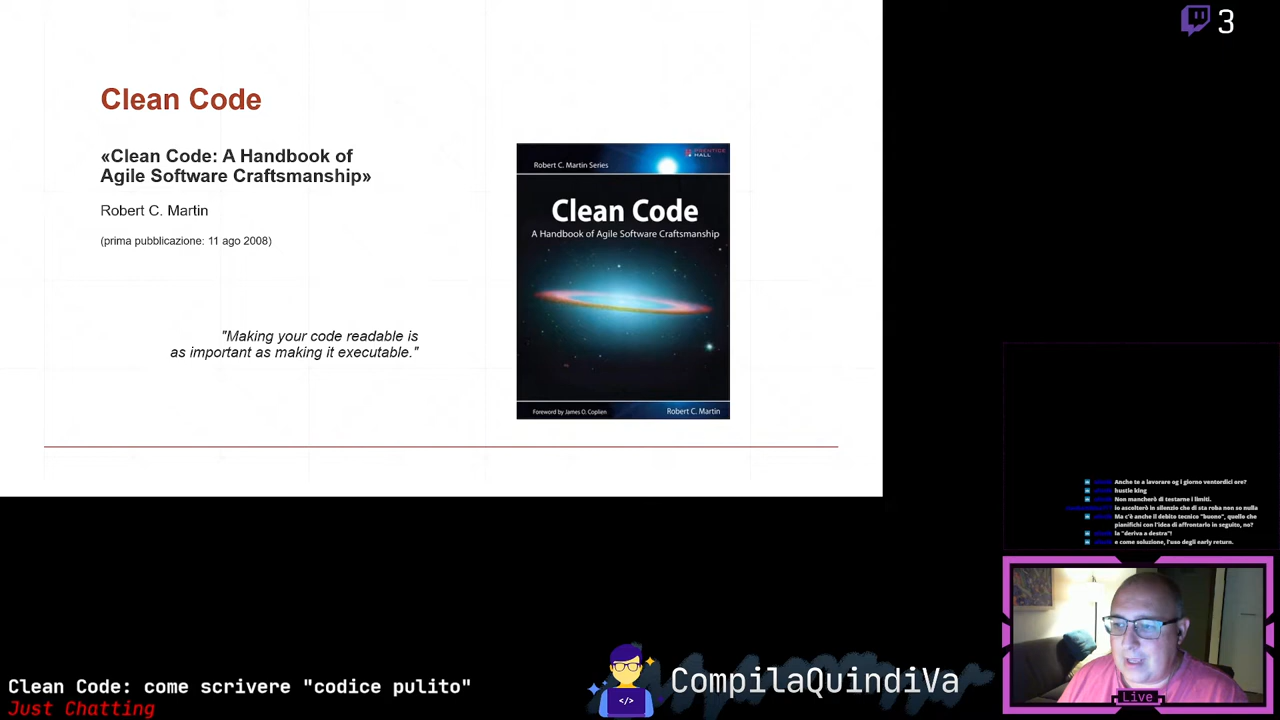 3
Clean Code
«Clean Code: A Handbook of
Agile Software Craftsmanship»
Robert C. Martin
(prima pubblicazione: 11 ago 2008)
"Making your code readable is
as important as making it executable."
Robert C. Martin Series
PRENTICE
HALL
Clean Code
A Handbook of Agile Software Craftsmanship
Foreword by James O. Coplien
Robert C. Martin
Anche te a lavorare og i giorno ventordici ore?
hustle king
Non mancherò di testarne i limiti.
io ascolterò in silenzio che di sta roba non so nulla
Ma c'è anche il debito tecnico "buono", quello che
pianifichi con l'idea di affrontarlo in seguito, no?
la "deriva a destra"!
e come soluzione, l'uso degli early return.
Live
</>
CompilaQuindiVa
Clean Code: come scrivere "codice pulito"
Just Chatting